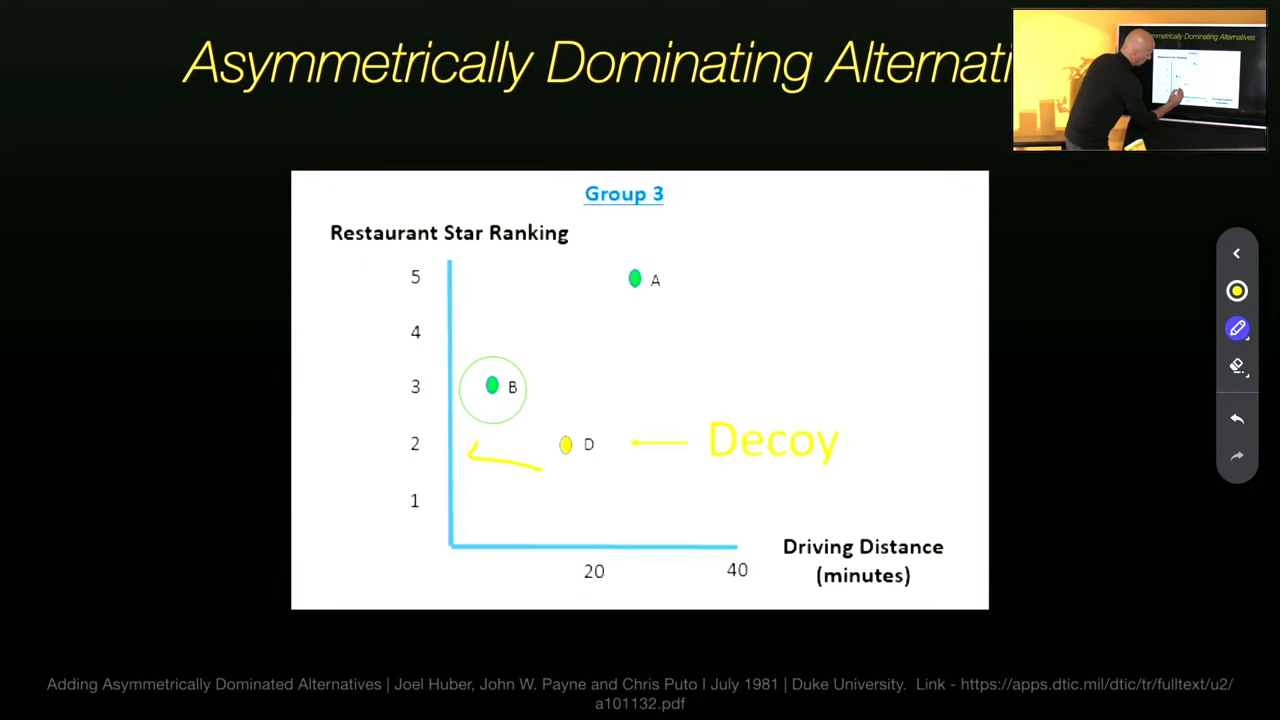 Asymmetrically Dominating Alternati
Group 3
Restaurant Star Ranking
5
A
4
3
B
2
D
Decoy
1
Driving Distance
(minutes)
20
40
Adding Asymmetrically Dominated Alternatives | Joel Huber, John W. Payne and Chris Puto I July 1981 | Duke University.  Link - https://apps.dtic.mil/dtic/tr/fulltext/u2/
a101132.pdf